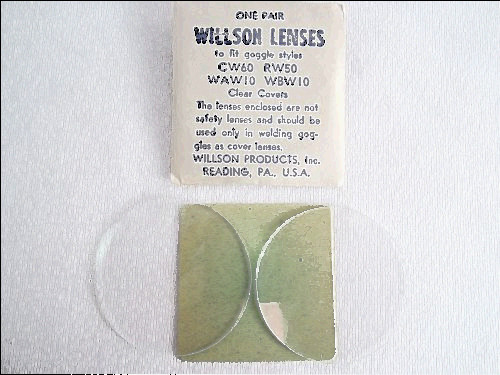 ONE PAIR
WILLSON LENSES
to fit goggle styles
CW60 RW50
WAW10 WBW10
Clear Covers
The lenses enclosed are not
safety lenses and should be
used only in welding gog-
gles as cover lenses.
WILLSON PRODUCTS, Inc.
READING, PA., U.S.A.